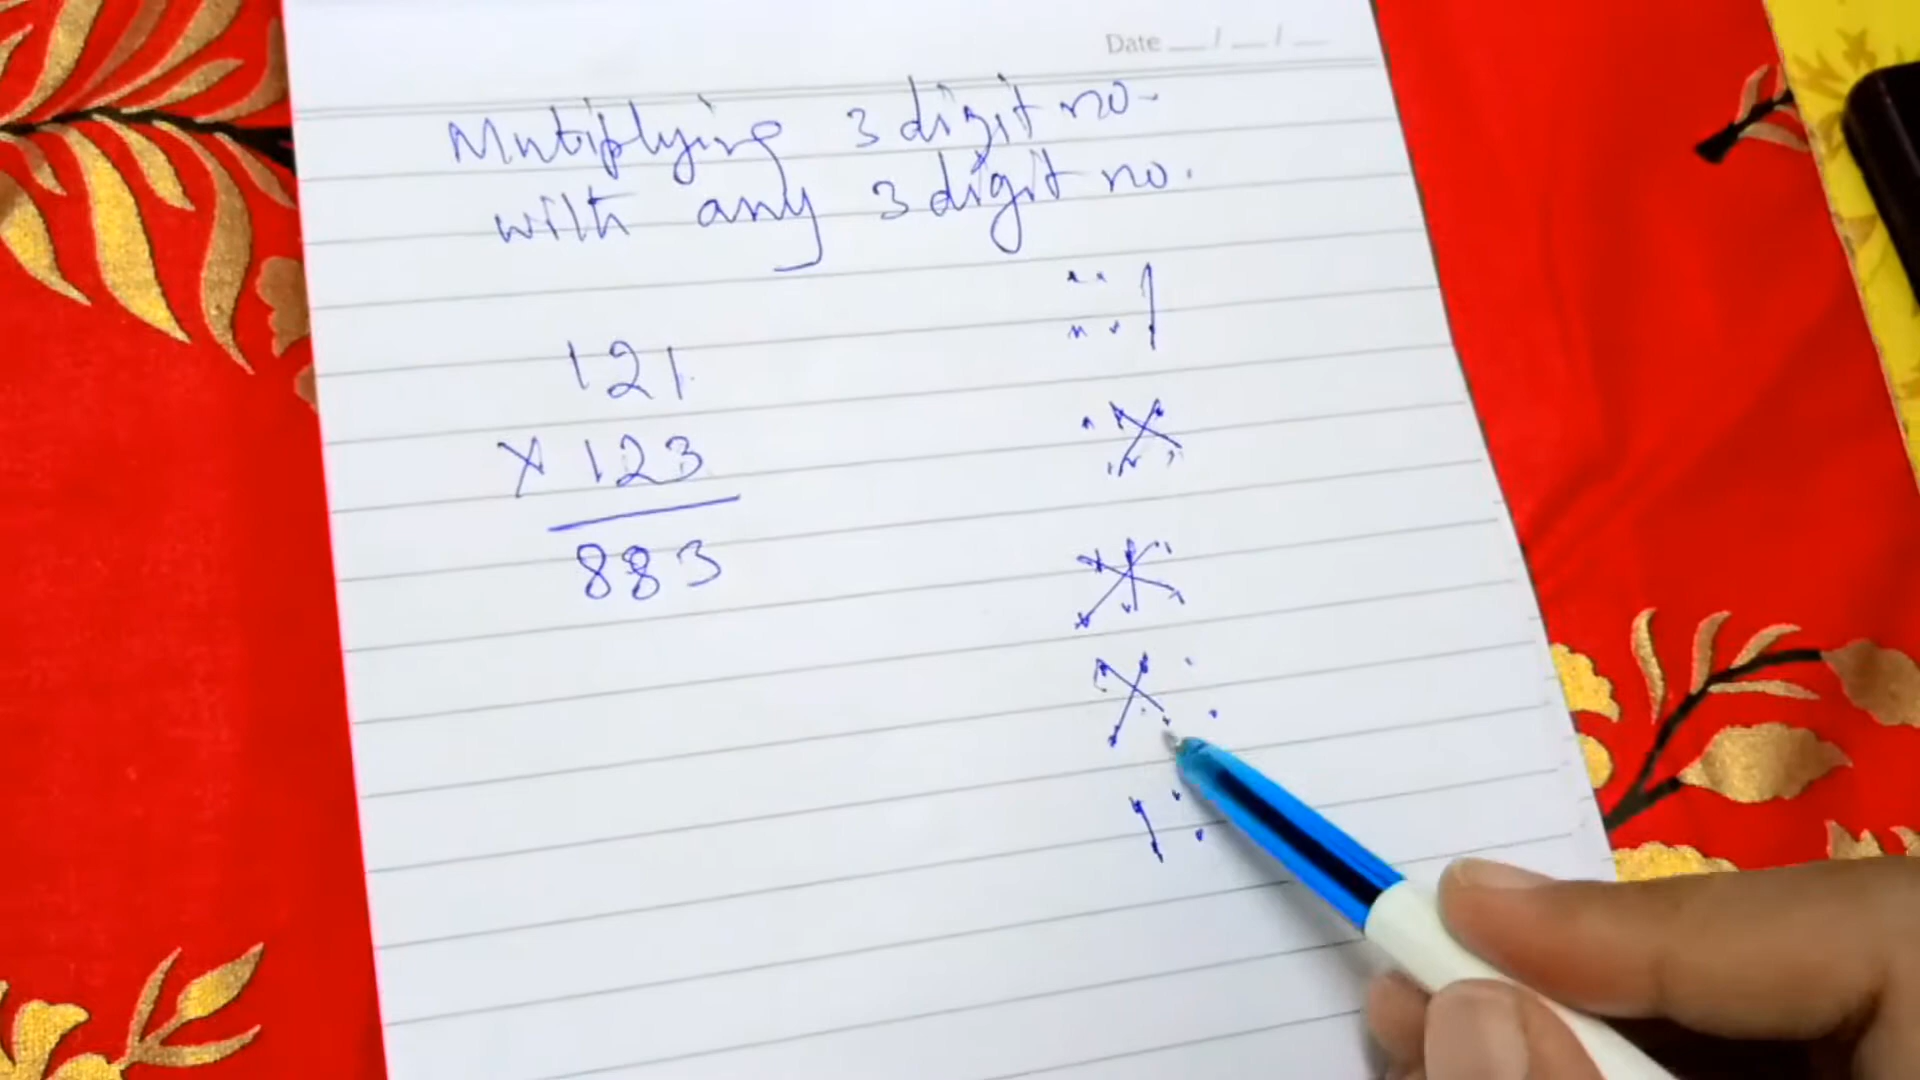 Date __/__/__
Mutiplying 3 digit no.
with any 3 digit no.
121
X 123
883